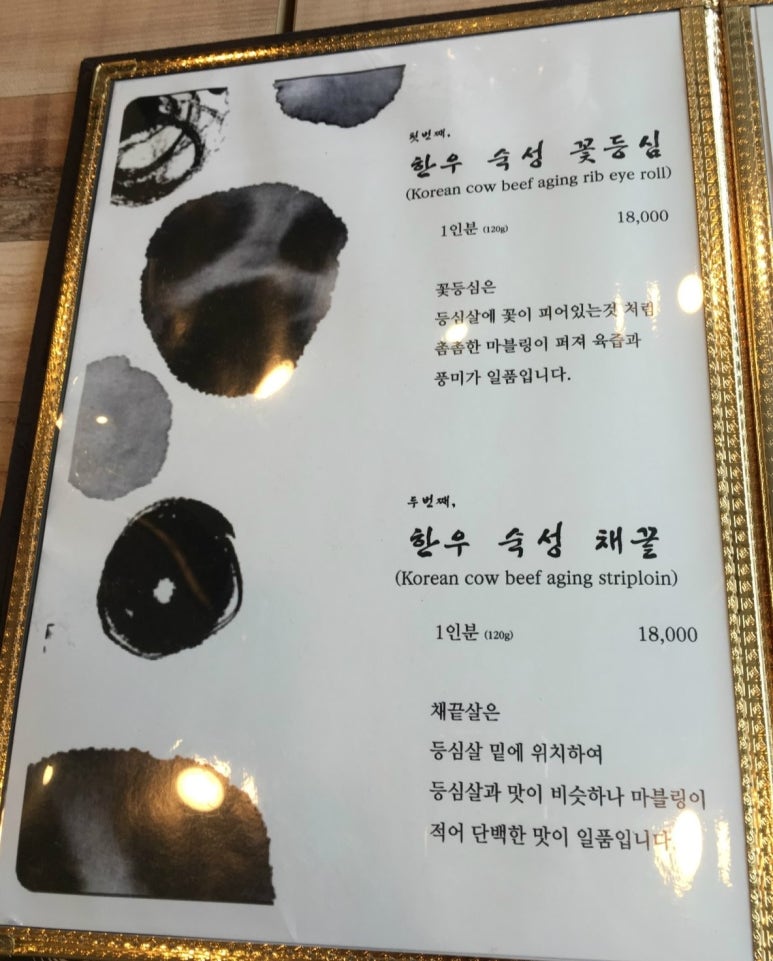 첫번째,
한우 숙성 꽃등심
(Korean cow beef aging rib eye roll)
1인분 (120g) 18,000
꽃등심은
등심살에 꽃이 피어있는것 처럼
촘촘한 마블링이 퍼져 육즙과
풍미가 일품입니다.
두번째,
한우 숙성 채끝
(Korean cow beef aging striploin)
1인분 (120g) 18,000
채끝살은
등심살 밑에 위치하여
등심살과 맛이 비슷하나 마블링이
적어 단백한 맛이 일품입니다